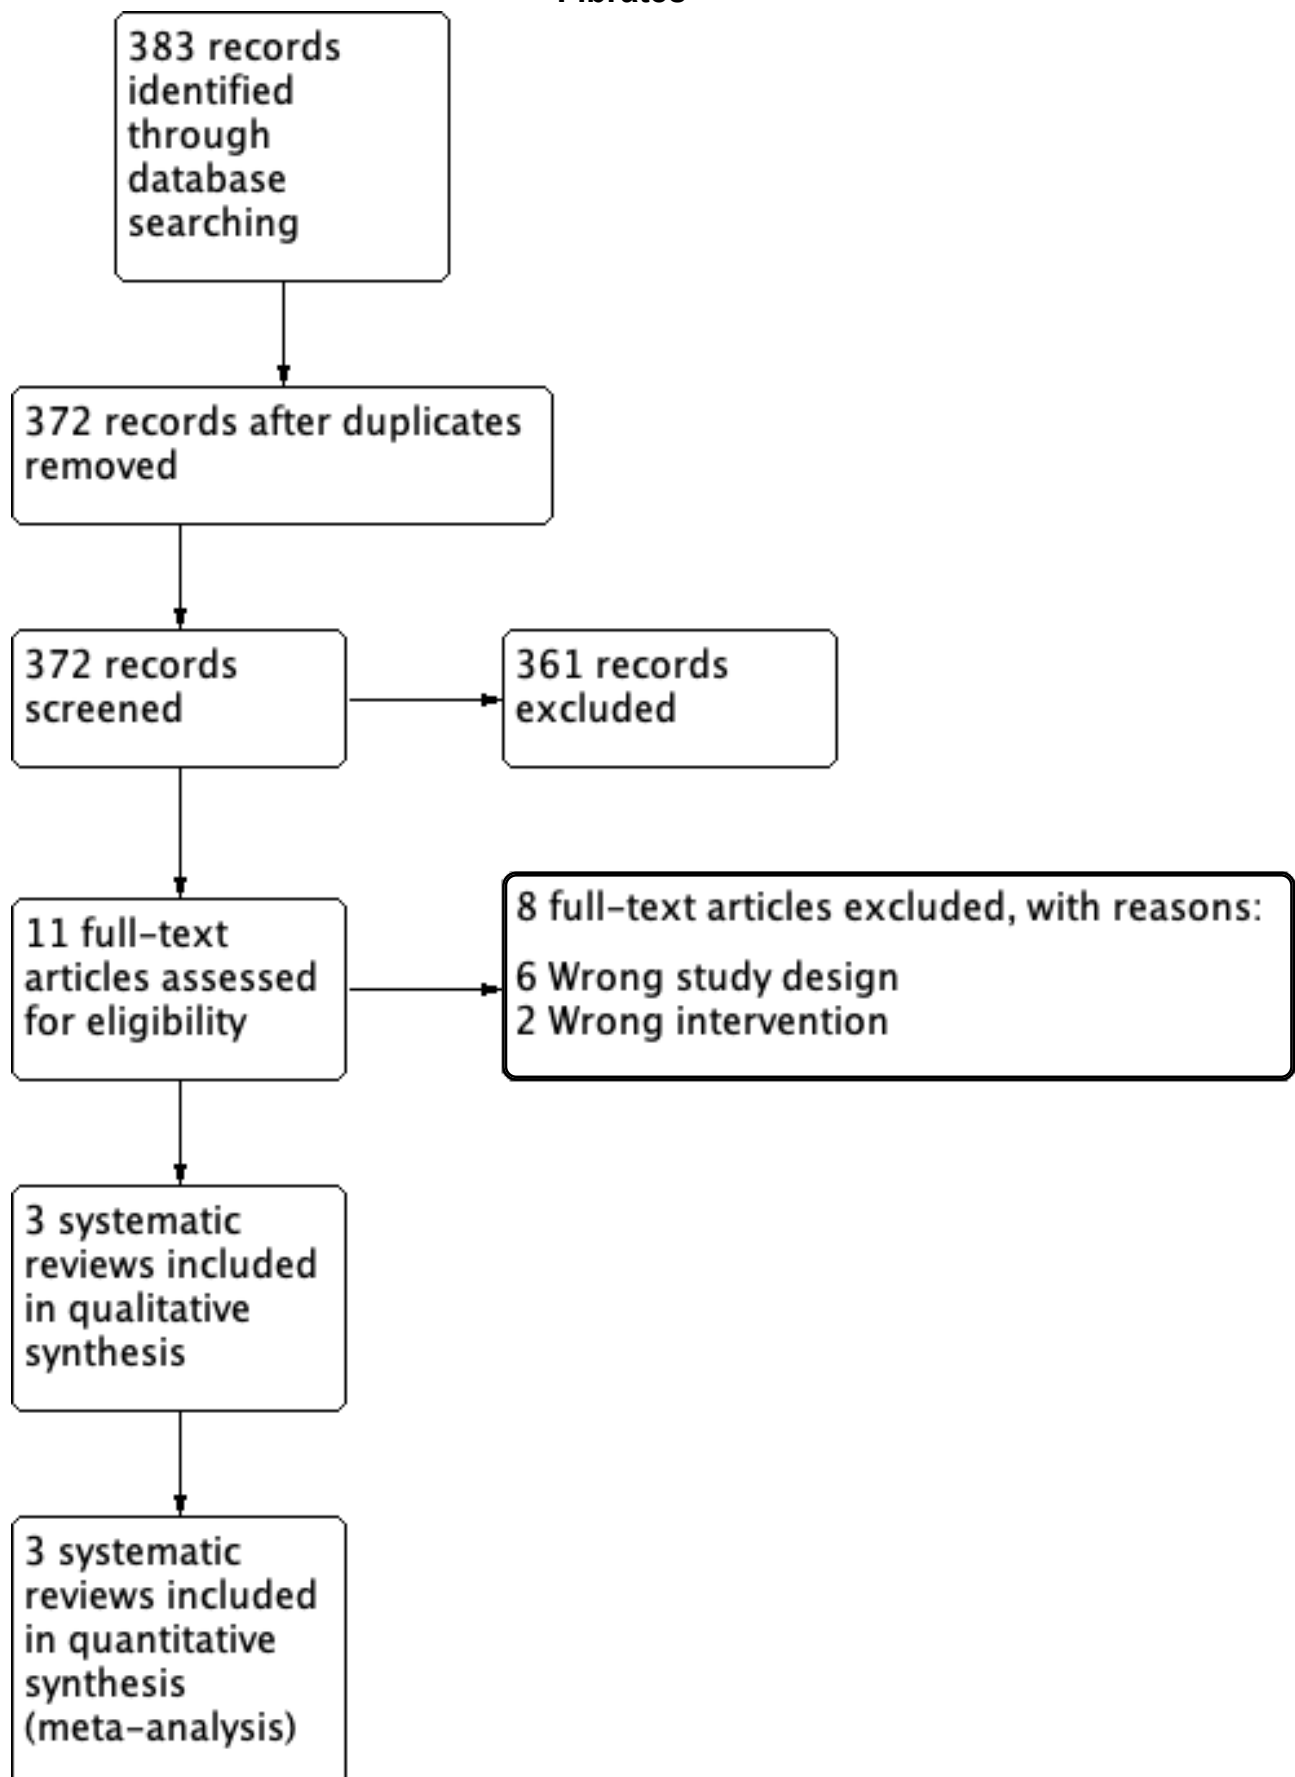 Fibrates
383 records
identified
through
database
searching
372 records after duplicates
removed
372 records
screened
361 records
excluded
11 full–text
articles assessed
for eligibility
8 full–text articles excluded, with reasons:
6 Wrong study design
2 Wrong intervention
3 systematic
reviews included
in qualitative
synthesis
3 systematic
reviews included
in quantitative
synthesis
(meta–analysis)